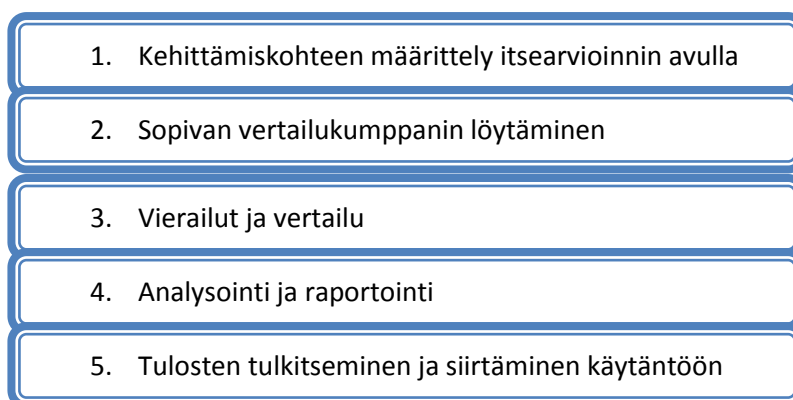 1. Kehittämiskohteen määrittely itsearvioinnin avulla
2. Sopivan vertailukumppanin löytäminen
3. Vierailut ja vertailu
4. Analysointi ja raportointi
5. Tulosten tulkitseminen ja siirtäminen käytäntöön